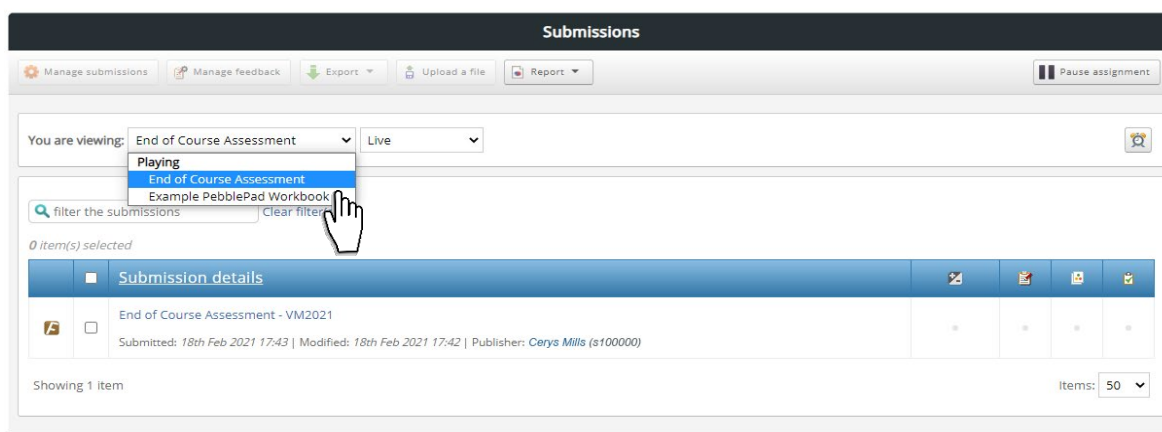 Submissions
Manage submissions Manage feedback Export Upload a file Report Pause assignment
You are viewing: End of Course Assessment Live
Playing
End of Course Assessment
Example PebblePad Workbook
filter the submissions Clear filter
0 item(s) selected
Submission details
End of Course Assessment - VM2021
Submitted: 18th Feb 2021 17:43 | Modified: 18th Feb 2021 17:42 | Publisher: Cerys Mills (s100000)
Showing 1 item Items: 50